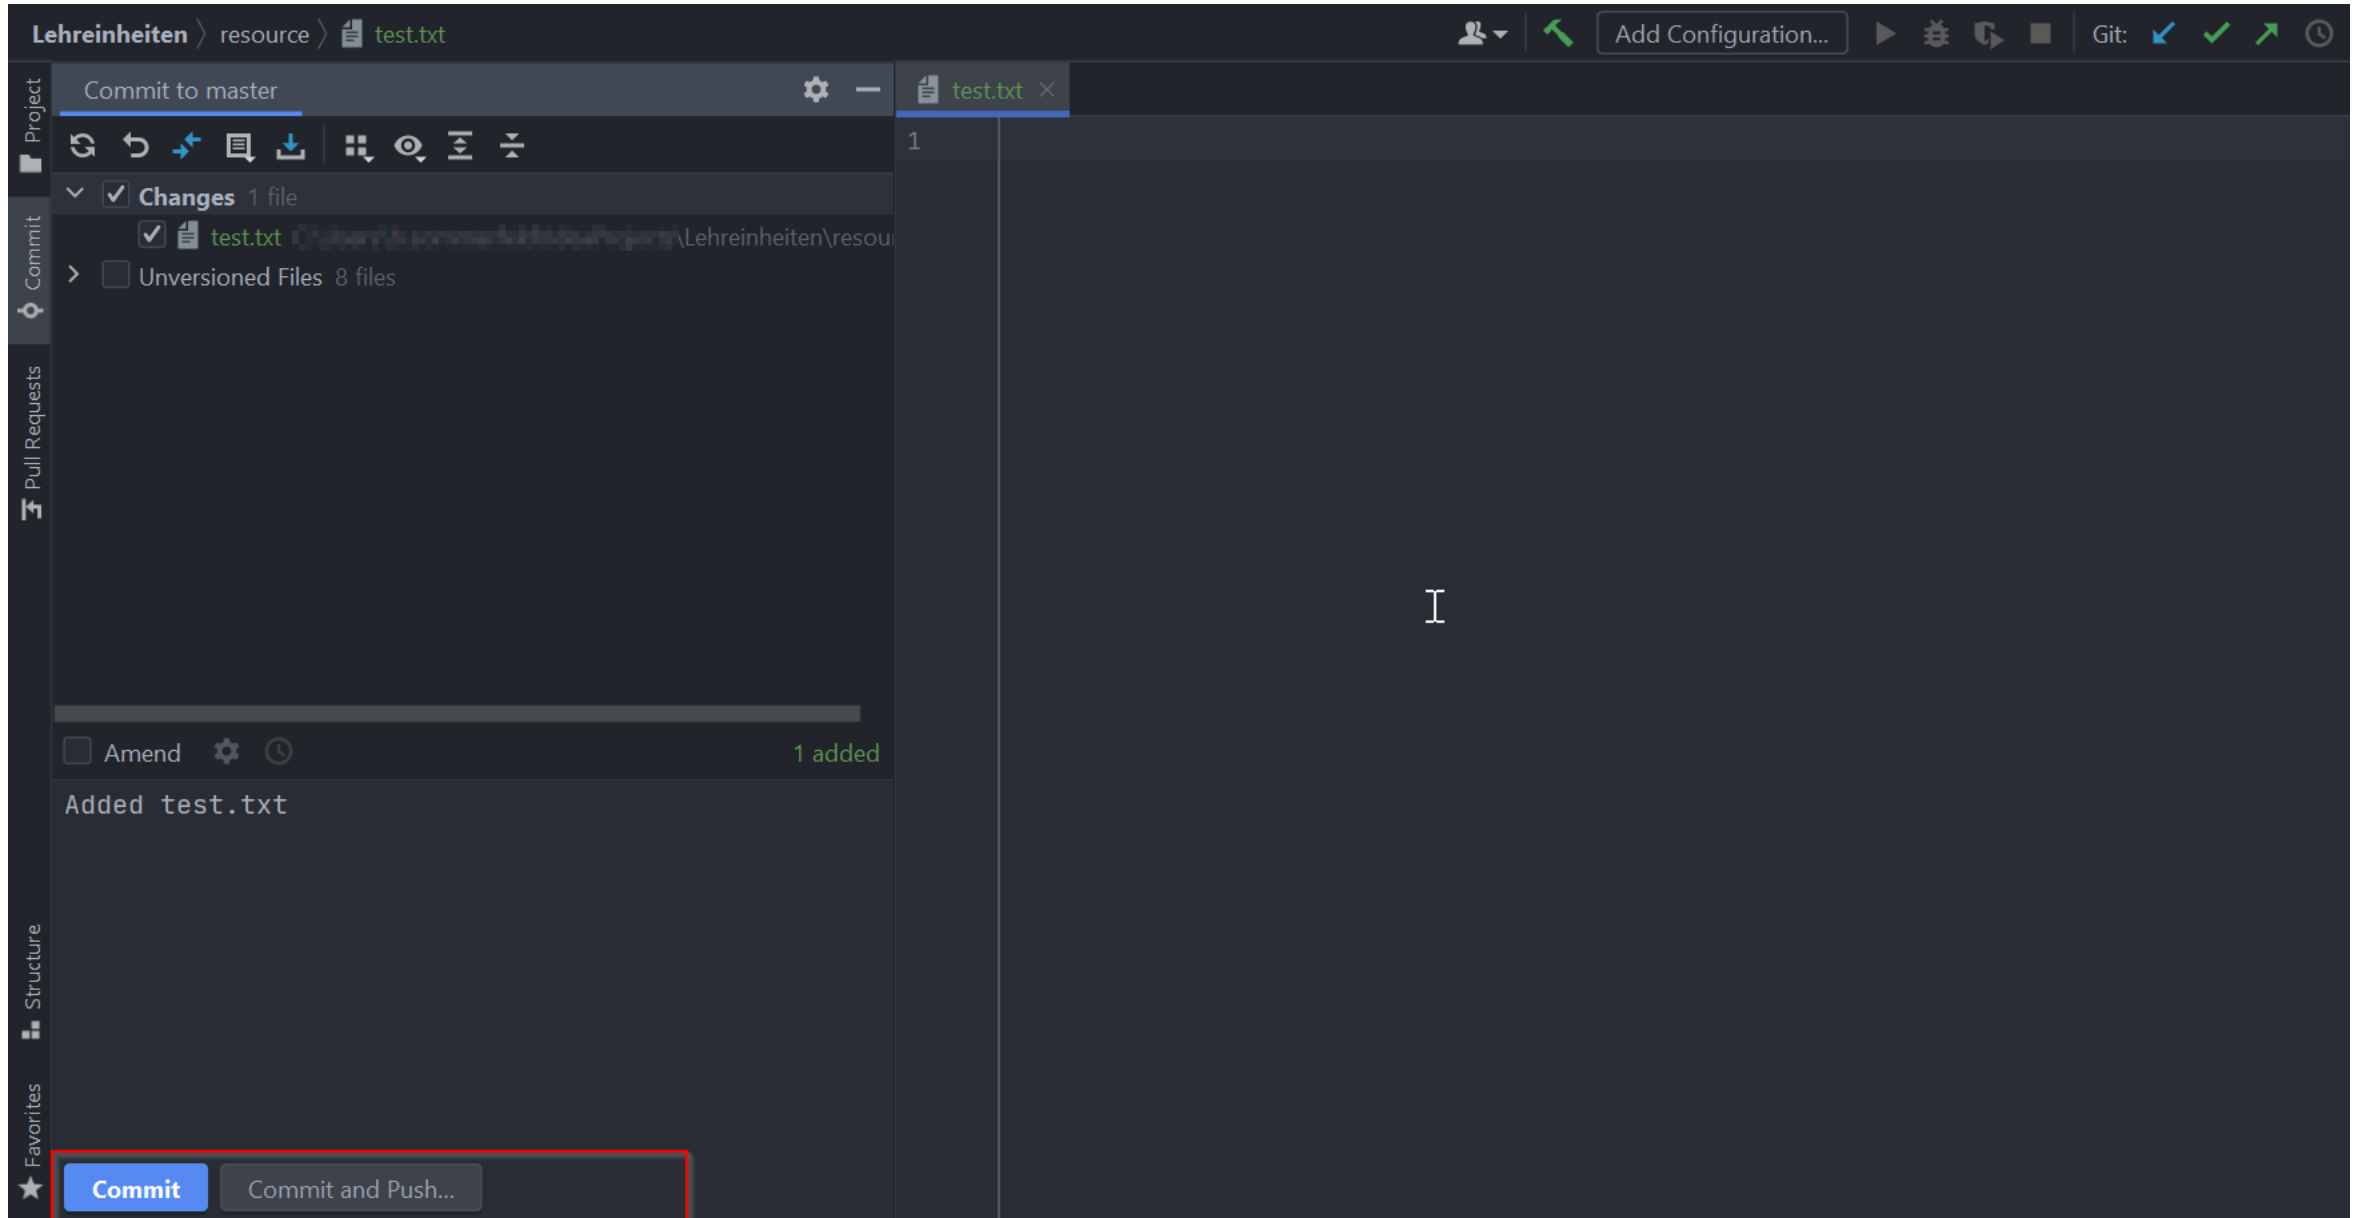 Lehreinheiten resource test.txt
Add Configuration... Git:
Project
Commit
Pull Requests
Structure
Favorites
Commit to master
Changes 1 file
test.txt \Lehreinheiten\resour
Unversioned Files 8 files
Amend 1 added
Added test.txt
Commit Commit and Push...
test.txt
1